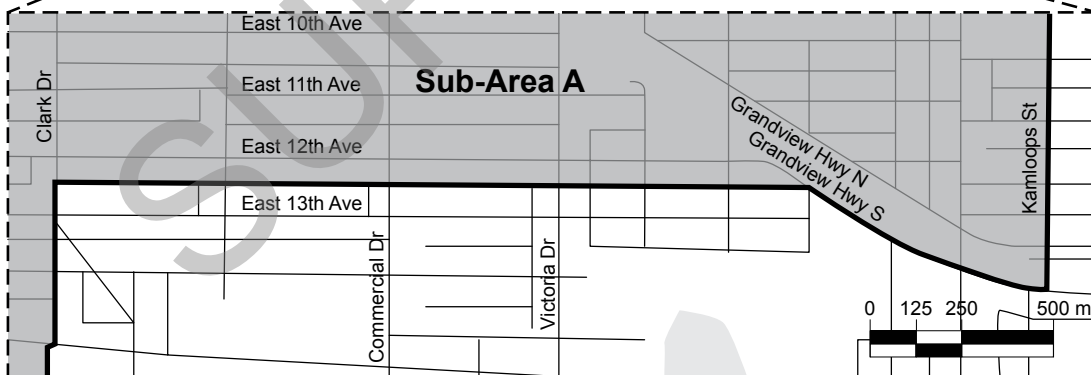 East 10th Ave
Sub-Area A
East 11th Ave
Clark Dr
Grandview Hwy N
Grandview Hwy S
Kamloops St
East 12th Ave
East 13th Ave
Commercial Dr
Victoria Dr
0 125 250 500 m
SUP